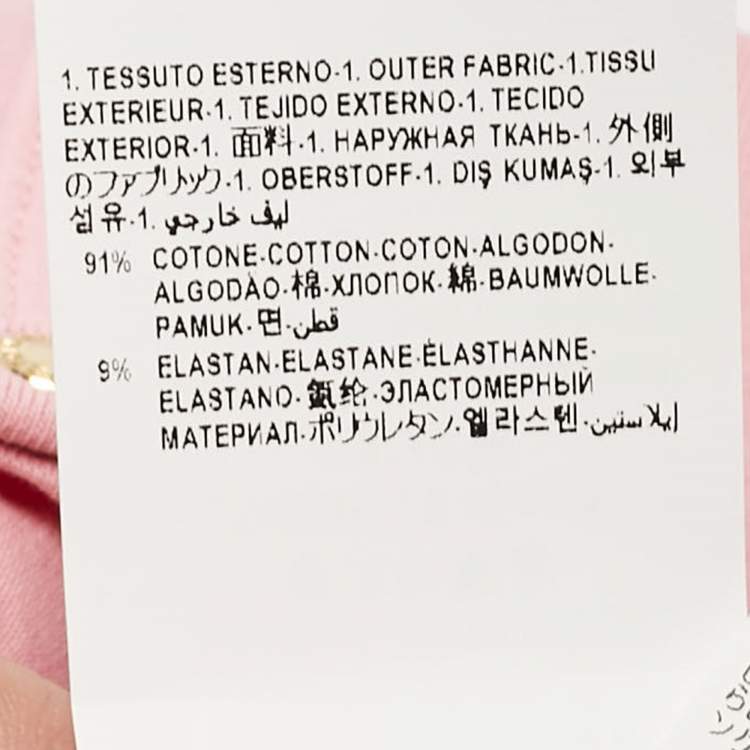 1. TESSUTO ESTERNO·1. OUTER FABRIC·1.TISSU
EXTERIEUR·1. TEJIDO EXTERNO·1. TECIDO
EXTERIOR·1. 面料·1. НАРУЖНАЯ ТКАНЬ·1. 外側
のファブリック·1. OBERSTOFF·1. DIŞ KUMAŞ·1. 외부
섬유·1. ليف خارجي
91% COTONE·COTTON·COTON·ALGODON·
ALGODÃO·棉·ХЛОПОК·綿·BAUMWOLLE·
PAMUK·면·قطن
9% ELASTAN·ELASTANE·ÉLASTHANNE·
ELASTANO·氨纶·ЭЛАСТОМЕРНЫЙ
МАТЕРИАЛ·ポリウレタン·엘라스텐·إيلاستين